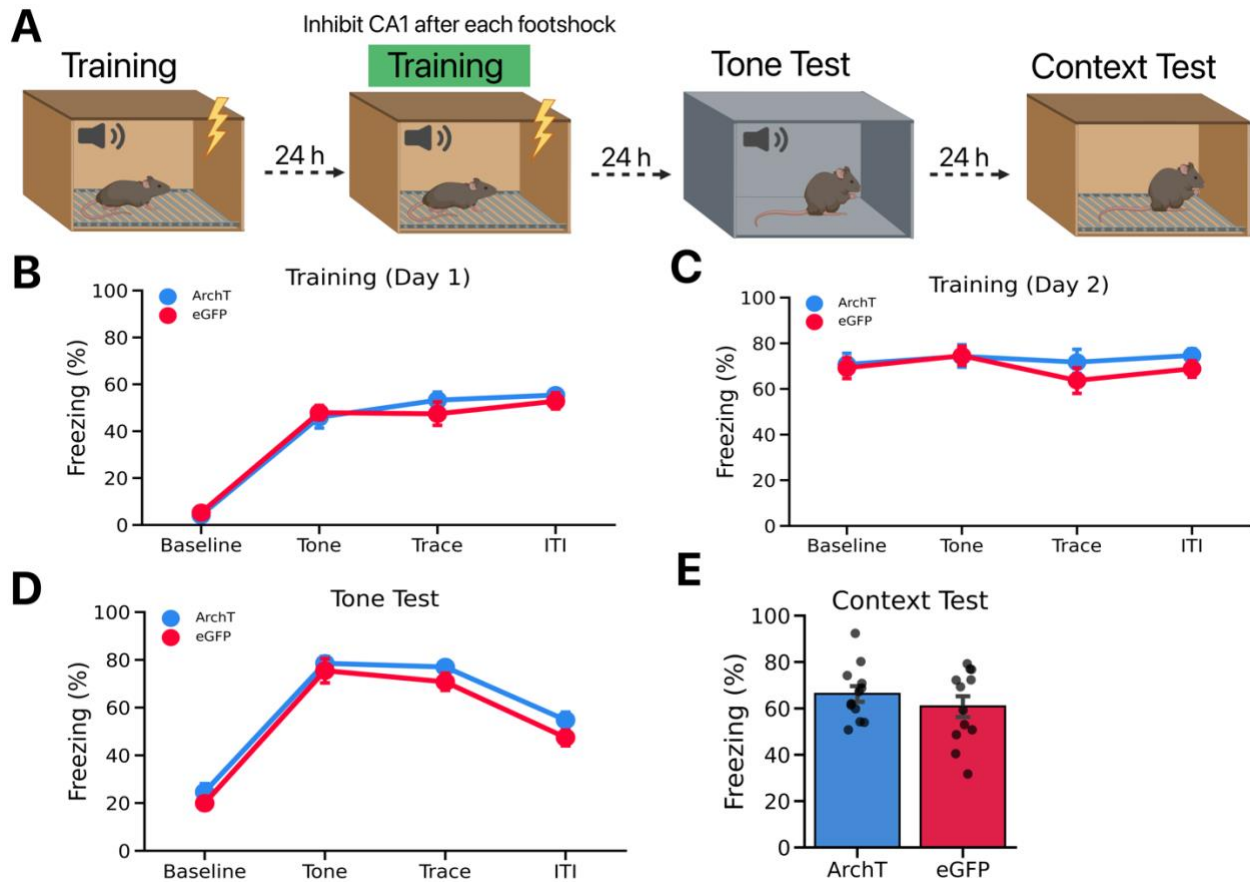 A
Inhibit CA1 after each footshock
Training
Training
Tone Test
Context Test
24 h
24 h
24 h
B
Training (Day 1)
ArchT
eGFP
Freezing (%)
100
80
60
40
20
0
Baseline
Tone
Trace
ITI
C
Training (Day 2)
ArchT
eGFP
Freezing (%)
100
80
60
40
20
0
Baseline
Tone
Trace
ITI
D
Tone Test
ArchT
eGFP
Freezing (%)
100
80
60
40
20
0
Baseline
Tone
Trace
ITI
E
Context Test
Freezing (%)
100
80
60
40
20
0
ArchT
eGFP